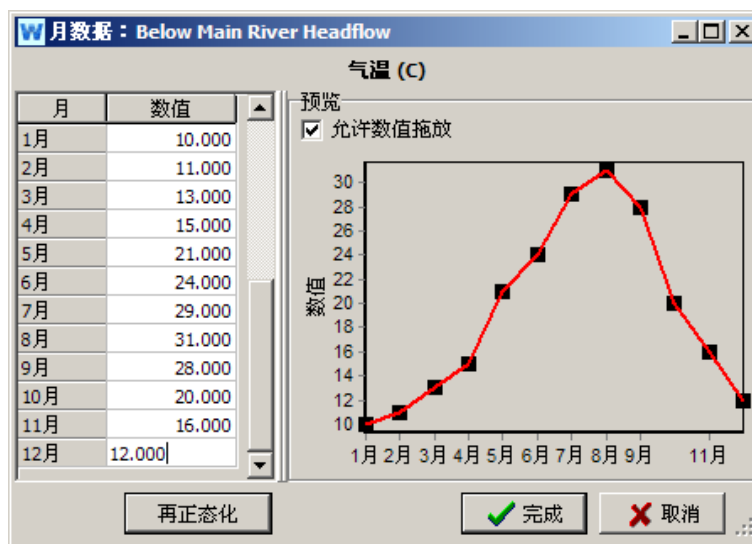 月数据：Below Main River Headflow
气温 (C)
月 数值
1月 10.000
2月 11.000
3月 13.000
4月 15.000
5月 21.000
6月 24.000
7月 29.000
8月 31.000
9月 28.000
10月 20.000
11月 16.000
12月 12.000
预览
允许数值拖放
数值
30
28
26
24
22
20
18
16
14
12
10
1月 2月 3月 4月 5月 6月 7月 8月 9月 11月
再正态化
完成
取消